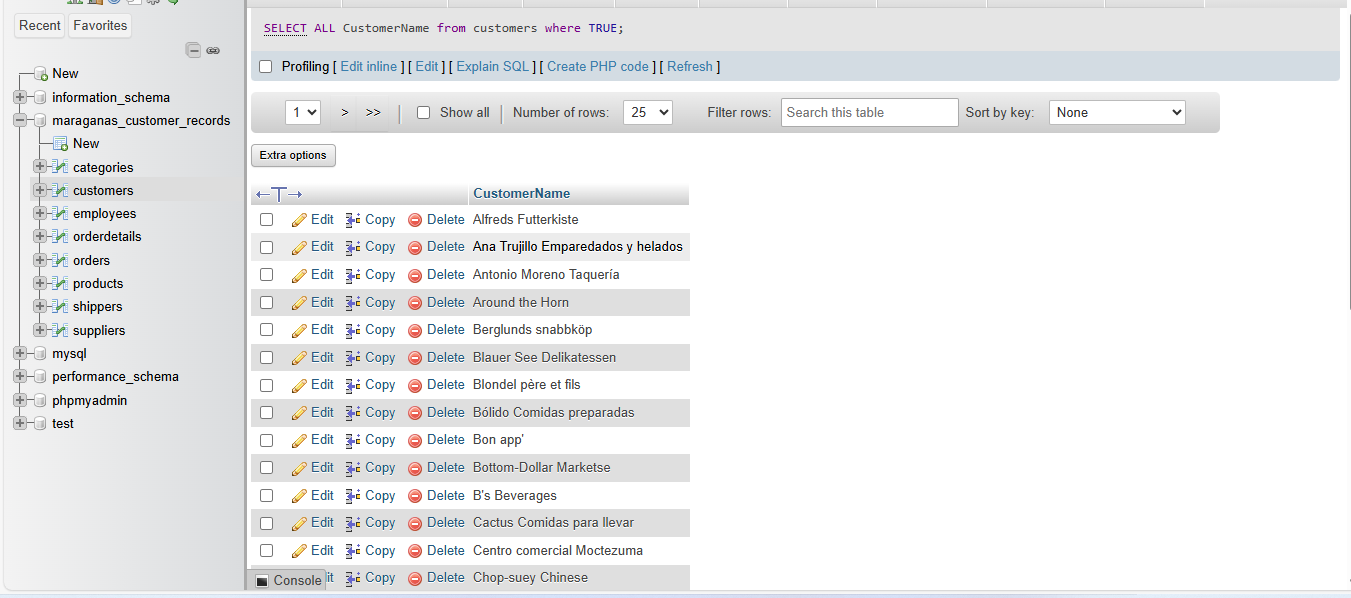 Recent Favorites
New
information_schema
maraganas_customer_records
New
categories
customers
employees
orderdetails
orders
products
shippers
suppliers
mysql
performance_schema
phpmyadmin
test
SELECT ALL CustomerName from customers where TRUE;
Profiling [ Edit inline ] [ Edit ] [ Explain SQL ] [ Create PHP code ] [ Refresh ]
1 > >> | Show all | Number of rows: 25 Filter rows: Search this table Sort by key: None
Extra options
←T→ CustomerName
Edit Copy Delete Alfreds Futterkiste
Edit Copy Delete Ana Trujillo Emparedados y helados
Edit Copy Delete Antonio Moreno Taquería
Edit Copy Delete Around the Horn
Edit Copy Delete Berglunds snabbköp
Edit Copy Delete Blauer See Delikatessen
Edit Copy Delete Blondel père et fils
Edit Copy Delete Bólido Comidas preparadas
Edit Copy Delete Bon app'
Edit Copy Delete Bottom-Dollar Marketse
Edit Copy Delete B's Beverages
Edit Copy Delete Cactus Comidas para llevar
Edit Copy Delete Centro comercial Moctezuma
Console it Copy Delete Chop-suey Chinese